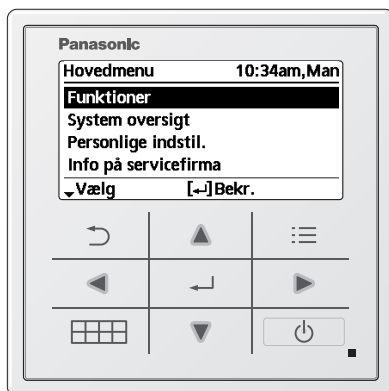 Panasonic
Hovedmenu 10:34am,Man
Funktioner
System oversigt
Personlige indstil.
Info på servicefirma
Vælg [↵]Bekr.